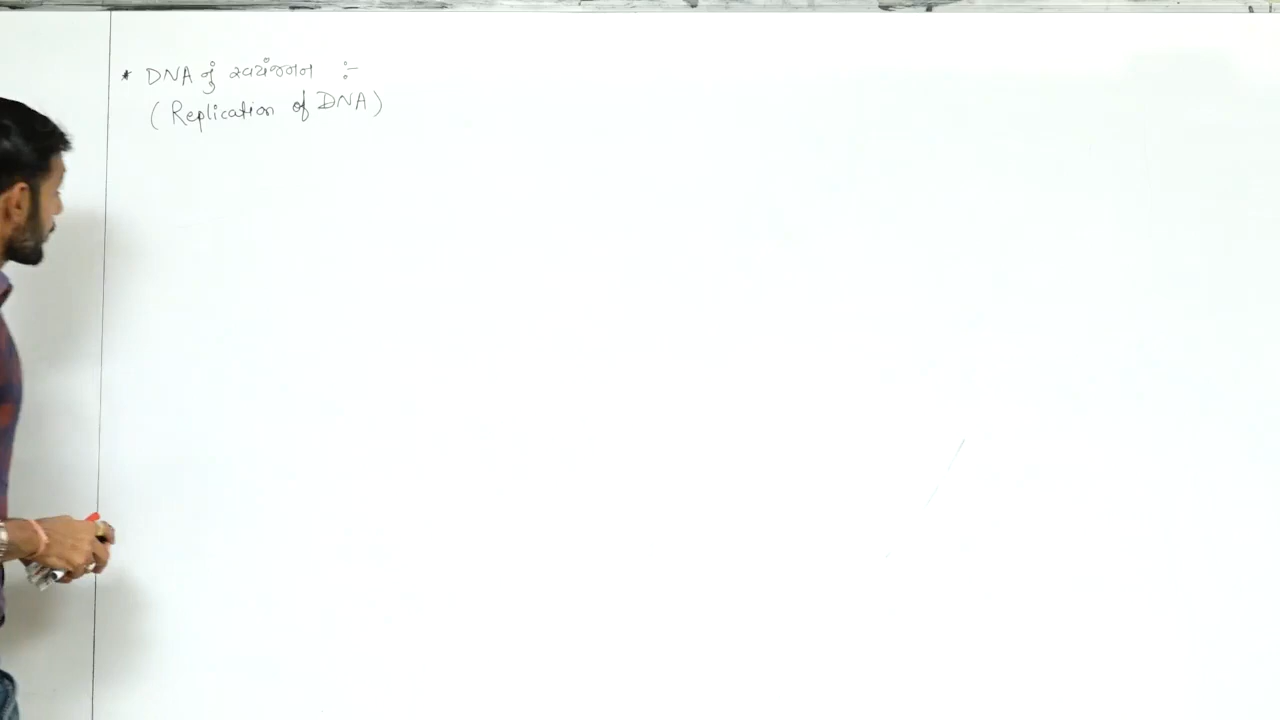 * DNA નું સ્વયંજનન :-
(Replication of DNA)